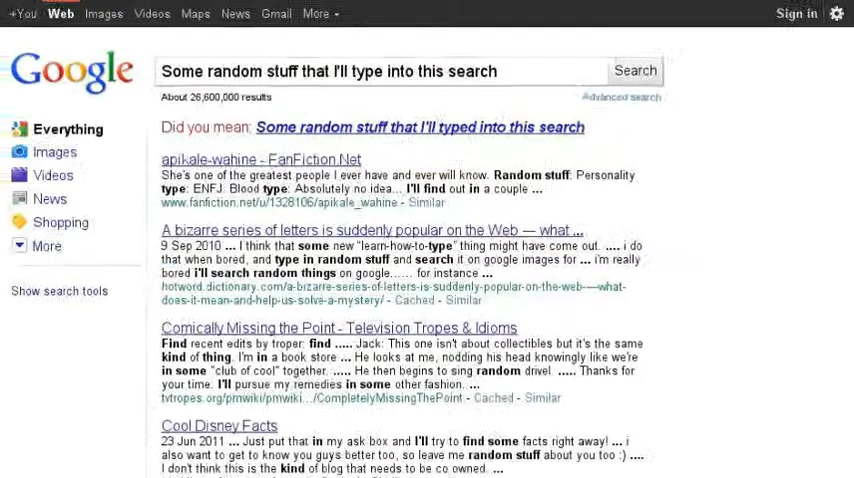 +You Web Images Videos Maps News Gmail More Sign in
Google
Some random stuff that I'll type into this search Search
About 26,600,000 results Advanced search
Did you mean: Some random stuff that I'll typed into this search
Everything
Images
Videos
News
Shopping
More
Show search tools
apikale-wahine - FanFiction.Net
She's one of the greatest people I ever have and ever will know. Random stuff: Personality
type: ENFJ. Blood type: Absolutely no idea... I'll find out in a couple ...
www.fanfiction.net/u/1328106/apikale_wahine - Similar
A bizarre series of letters is suddenly popular on the Web — what ...
9 Sep 2010 ... I think that some new "learn-how-to-type" thing might have come out. .... i do
that when bored, and type in random stuff and search it on google images for ... i'm really
bored i'll search random things on google...... for instance ...
hotword.dictionary.com/a-bizarre-series-of-letters-is-suddenly-popular-on-the-web-—what-
does-it-mean-and-help-us-solve-a-mystery/ - Cached - Similar
Comically Missing the Point - Television Tropes & Idioms
Find recent edits by troper: find ..... Jack: This one isn't about collectibles but it's the same
kind of thing. I'm in a book store ... He looks at me, nodding his head knowingly like we're
in some "club of cool" together. .... He then begins to sing random drivel. ..... Thanks for
your time: I'll pursue my remedies in some other fashion. ...
tvtropes.org/pmwiki/pmwiki.../CompletelyMissingThePoint - Cached - Similar
Cool Disney Facts
23 Jun 2011 ... Just put that in my ask box and I'll try to find some facts right away! ... i
also want to get to know you guys better too, so leave me random stuff about you too :) ....
I don't think this is the kind of blog that needs to be co owned. ...